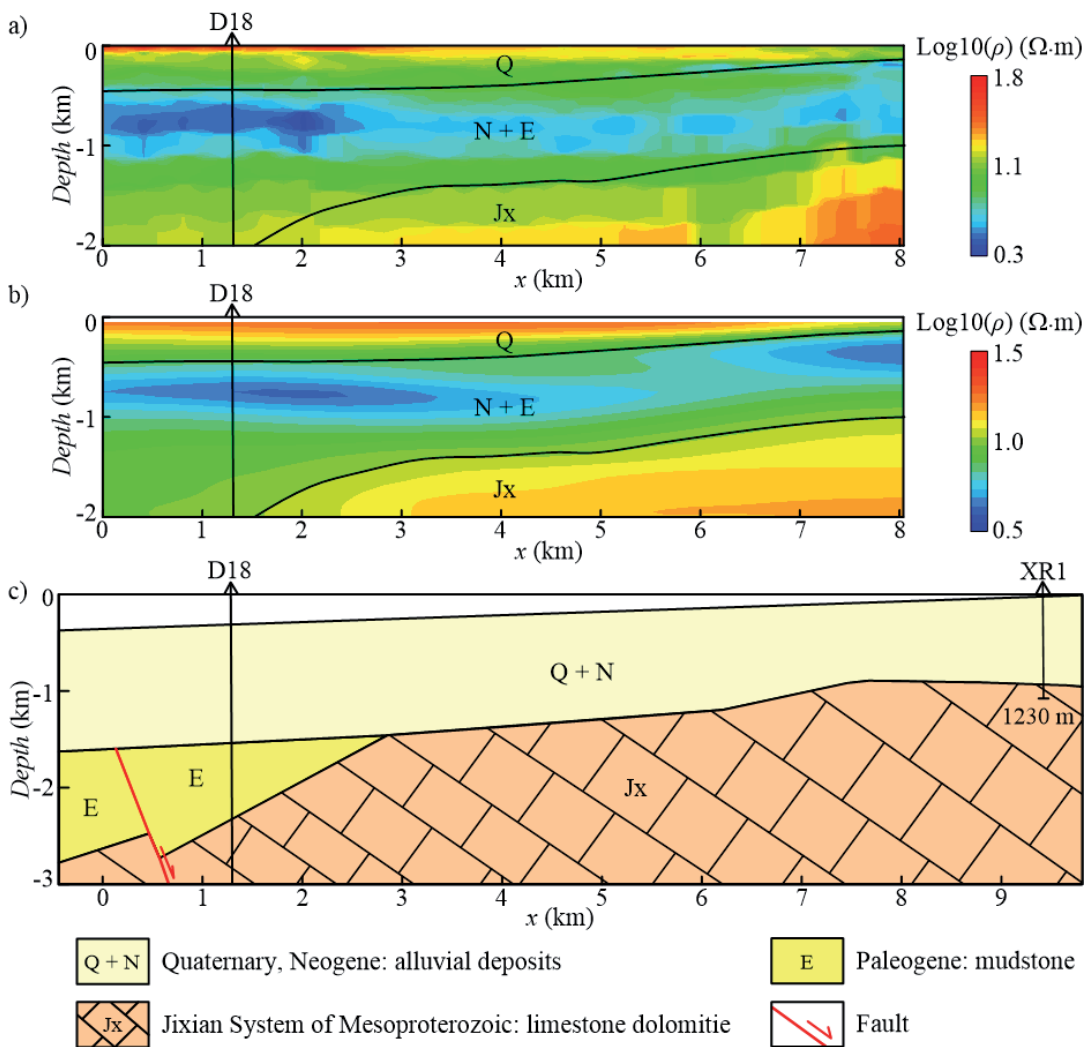 a)
D18
Log10(ρ) (Ω·m)
0
-1
-2
Depth (km)
Q
N + E
Jx
1.8
1.1
0.3
0 1 2 3 4 5 6 7 8
x (km)
b)
D18
Log10(ρ) (Ω·m)
0
-1
-2
Depth (km)
Q
N + E
Jx
1.5
1.0
0.5
0 1 2 3 4 5 6 7 8
x (km)
c)
D18
XR1
0
-1
-2
-3
Depth (km)
Q + N
1230 m
E
E
Jx
0 1 2 3 4 5 6 7 8 9
x (km)
Q + N Quaternary, Neogene: alluvial deposits
E Paleogene: mudstone
Jx Jixian System of Mesoproterozoic: limestone dolomitie
Fault